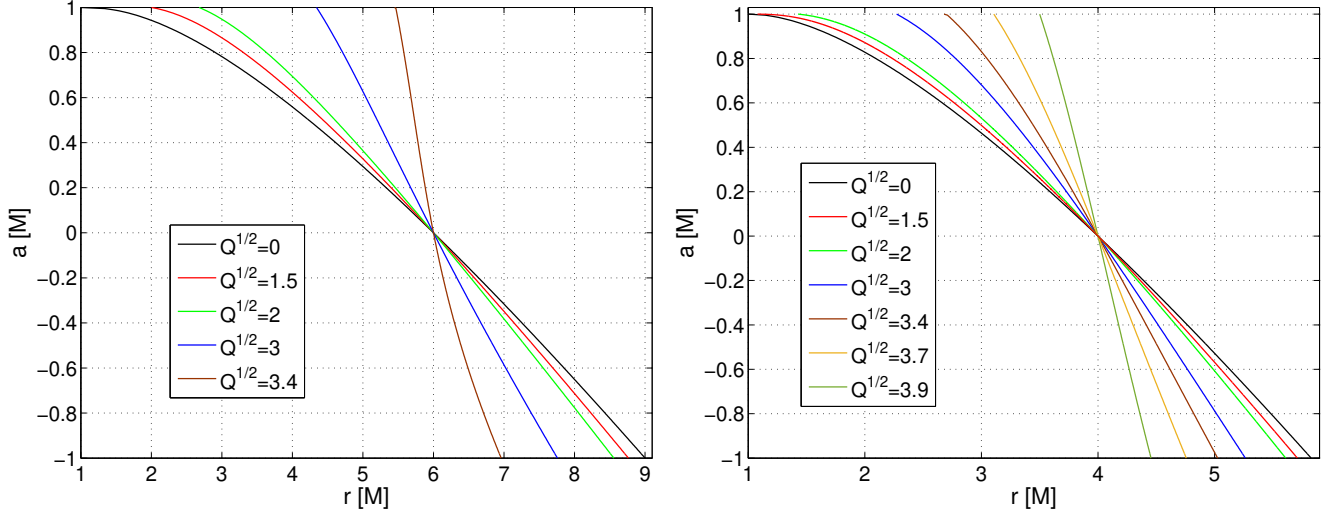 1
0.8
0.6
0.4
0.2
0
−0.2
−0.4
−0.6
−0.8
−1
a [M]
Q^{1/2}=0
Q^{1/2}=1.5
Q^{1/2}=2
Q^{1/2}=3
Q^{1/2}=3.4
1 2 3 4 5 6 7 8 9
r [M]
1
0.8
0.6
0.4
0.2
0
−0.2
−0.4
−0.6
−0.8
−1
a [M]
Q^{1/2}=0
Q^{1/2}=1.5
Q^{1/2}=2
Q^{1/2}=3
Q^{1/2}=3.4
Q^{1/2}=3.7
Q^{1/2}=3.9
1 2 3 4 5
r [M]